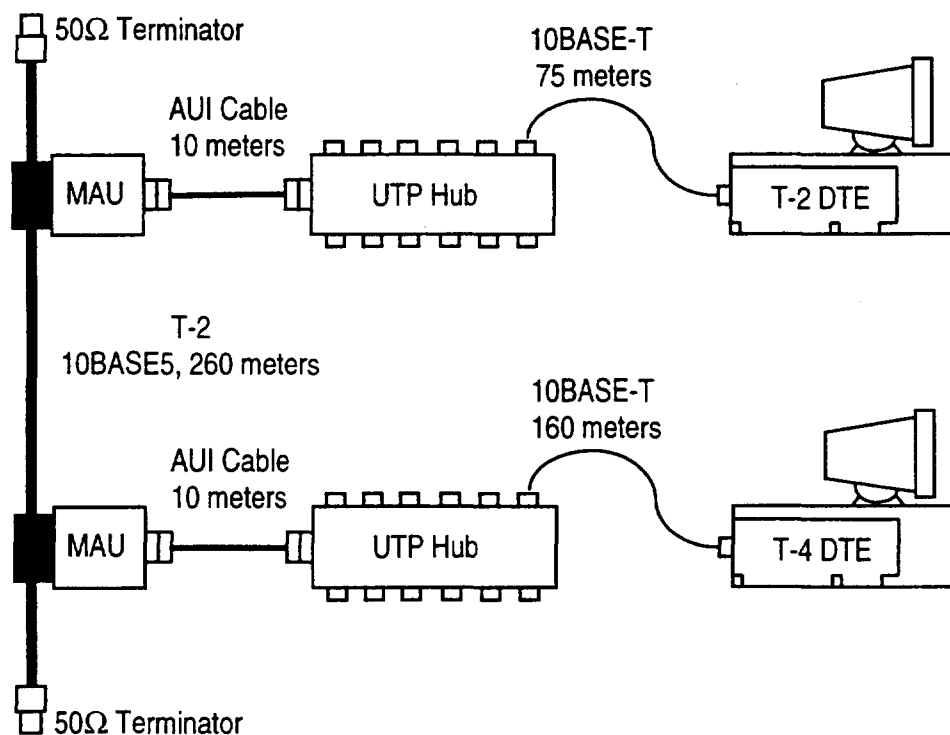 50Ω Terminator
10BASE-T
75 meters
AUI Cable
10 meters
MAU
UTP Hub
T-2 DTE
T-2
10BASE5, 260 meters
10BASE-T
160 meters
AUI Cable
10 meters
MAU
UTP Hub
T-4 DTE
50Ω Terminator